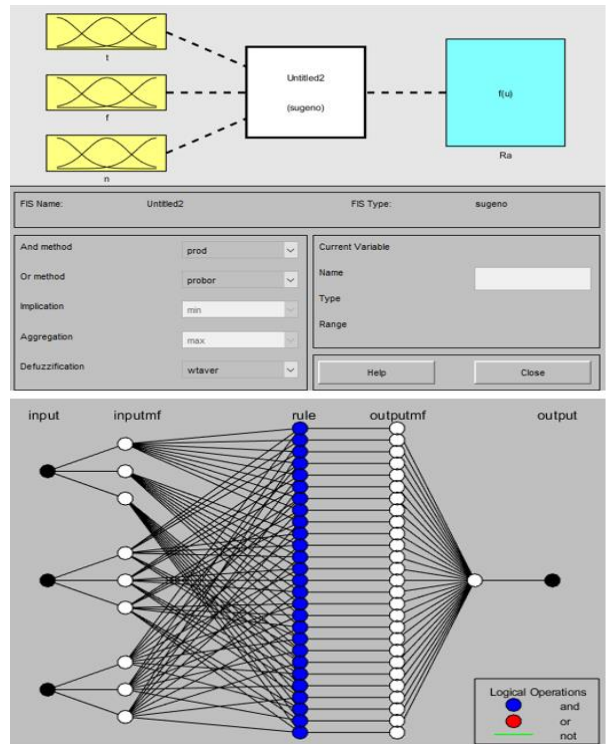 t
f
n
Untitled2
(sugeno)
f(u)
Ra
FIS Name: Untitled2 FIS Type: sugeno
And method prod
Or method probor
Implication min
Aggregation max
Defuzzification wtaver
Current Variable
Name
Type
Range
Help Close
input inputmf rule outputmf output
Logical Operations
and
or
not